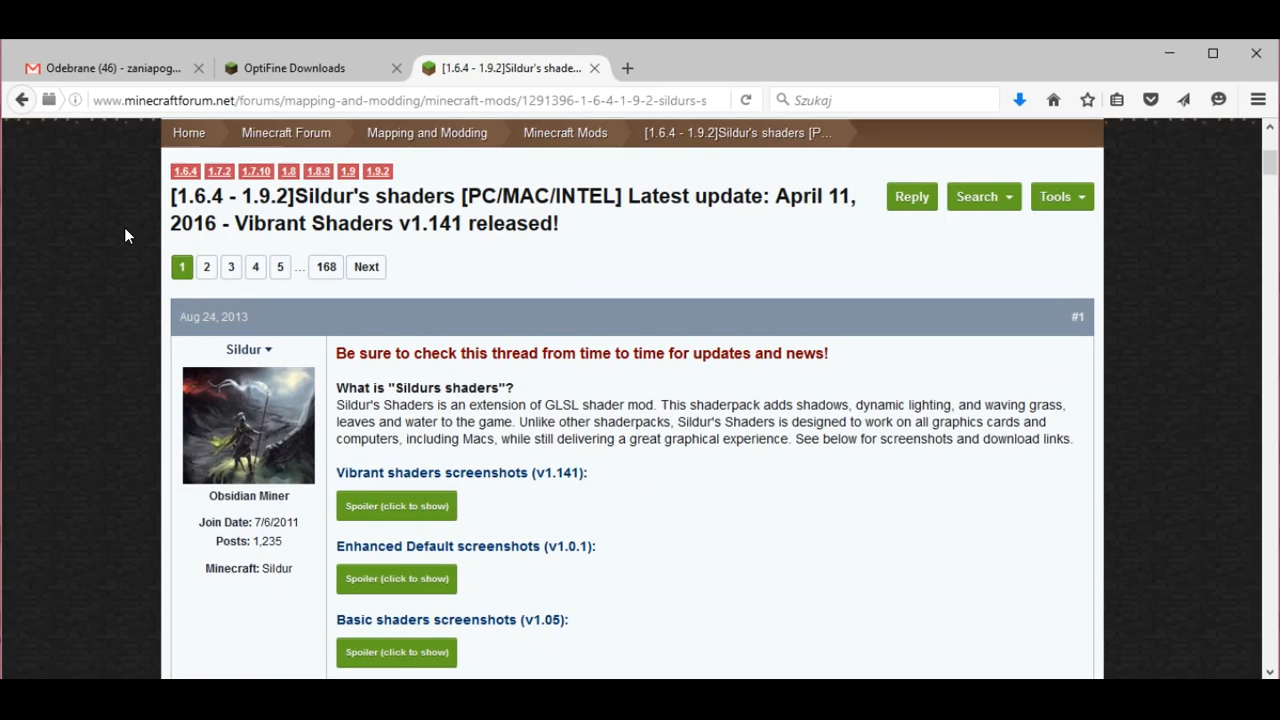 Odebrane (46) - zaniapog...
OptiFine Downloads
[1.6.4 - 1.9.2]Sildur's shade...
www.minecraftforum.net/forums/mapping-and-modding/minecraft-mods/1291396-1-6-4-1-9-2-sildurs-s
Szukaj
Home
Minecraft Forum
Mapping and Modding
Minecraft Mods
[1.6.4 - 1.9.2]Sildur's shaders [P...
1.6.4 1.7.2 1.7.10 1.8 1.8.9 1.9 1.9.2
[1.6.4 - 1.9.2]Sildur's shaders [PC/MAC/INTEL] Latest update: April 11,
2016 - Vibrant Shaders v1.141 released!
Reply
Search
Tools
1 2 3 4 5 ... 168 Next
Aug 24, 2013
#1
Sildur
Obsidian Miner
Join Date: 7/6/2011
Posts: 1,235
Minecraft: Sildur
Be sure to check this thread from time to time for updates and news!
What is "Sildurs shaders"?
Sildur's Shaders is an extension of GLSL shader mod. This shaderpack adds shadows, dynamic lighting, and waving grass,
leaves and water to the game. Unlike other shaderpacks, Sildur's Shaders is designed to work on all graphics cards and
computers, including Macs, while still delivering a great graphical experience. See below for screenshots and download links.
Vibrant shaders screenshots (v1.141):
Spoiler (click to show)
Enhanced Default screenshots (v1.0.1):
Spoiler (click to show)
Basic shaders screenshots (v1.05):
Spoiler (click to show)